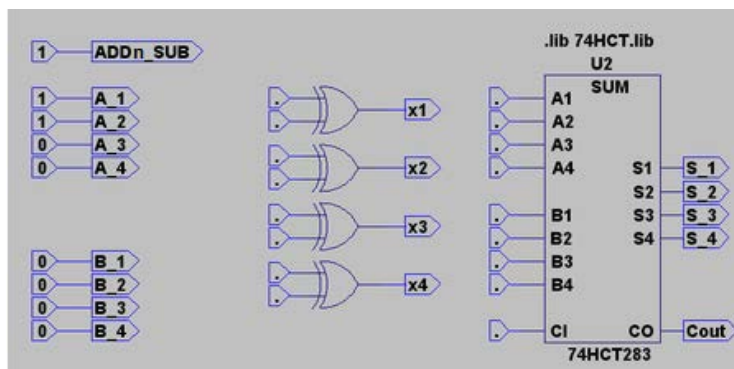 .lib 74HCT.lib
U2
SUM
1 ADDn_SUB
1 A_1
1 A_2
0 A_3
0 A_4
0 B_1
0 B_2
0 B_3
0 B_4
. . x1
. . x2
. . x3
. . x4
. A1
. A2
. A3
. A4
. B1
. B2
. B3
. B4
. CI
S1 S_1
S2 S_2
S3 S_3
S4 S_4
CO Cout
74HCT283